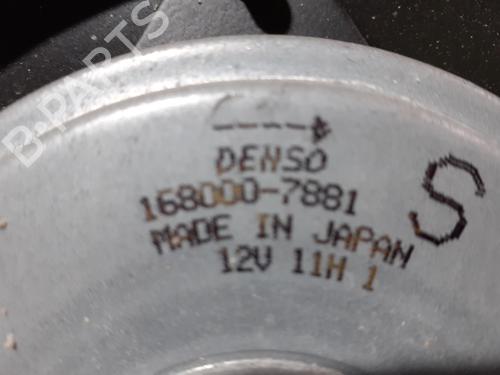 B-PARTS
DENSO
168000-7881
MADE IN JAPAN
12V 11H 1
S